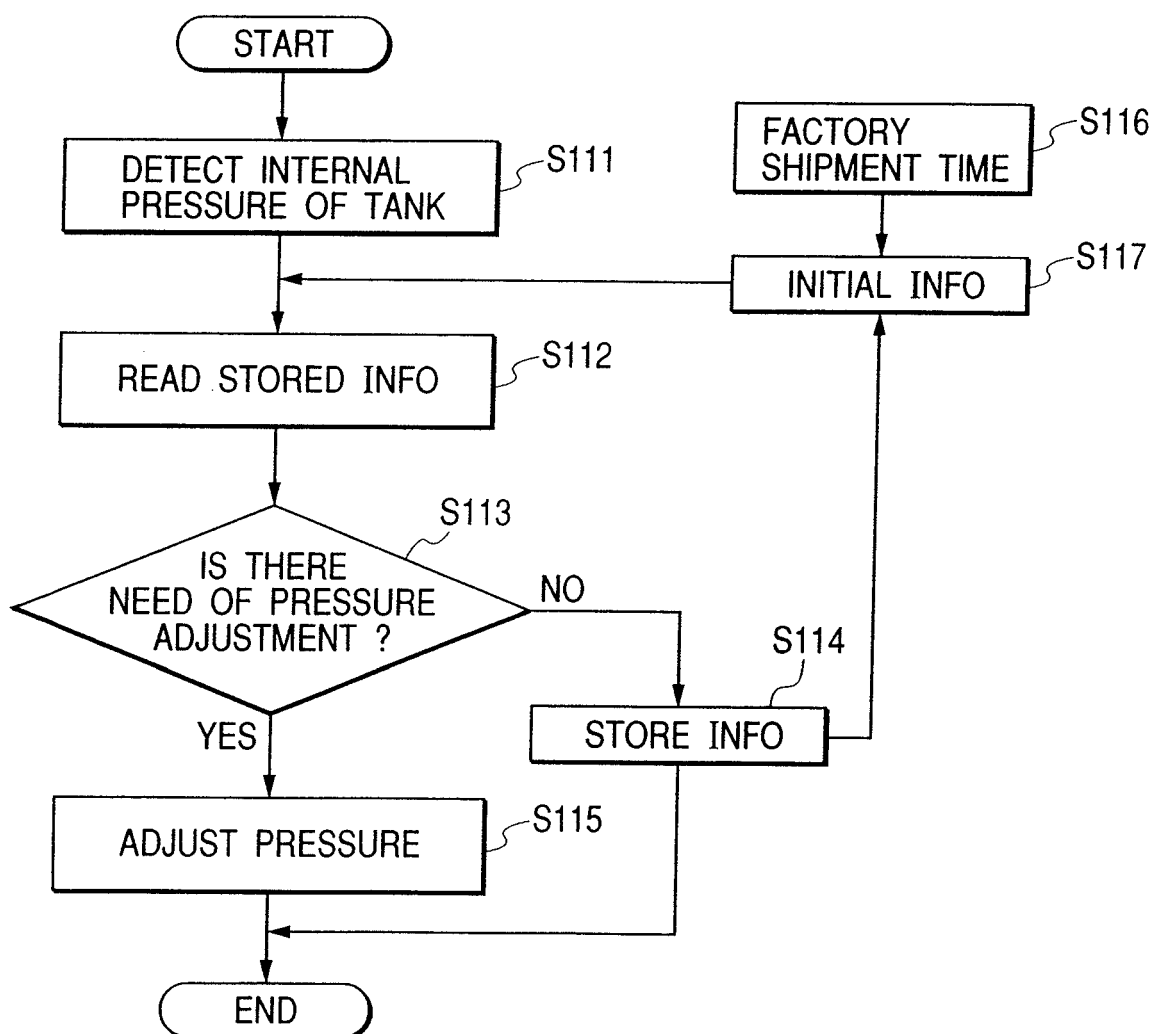 START
DETECT INTERNAL
PRESSURE OF TANK
S111
FACTORY
SHIPMENT TIME
S116
INITIAL INFO
S117
READ STORED INFO
S112
IS THERE
NEED OF PRESSURE
ADJUSTMENT ?
S113
NO
YES
STORE INFO
S114
ADJUST PRESSURE
S115
END